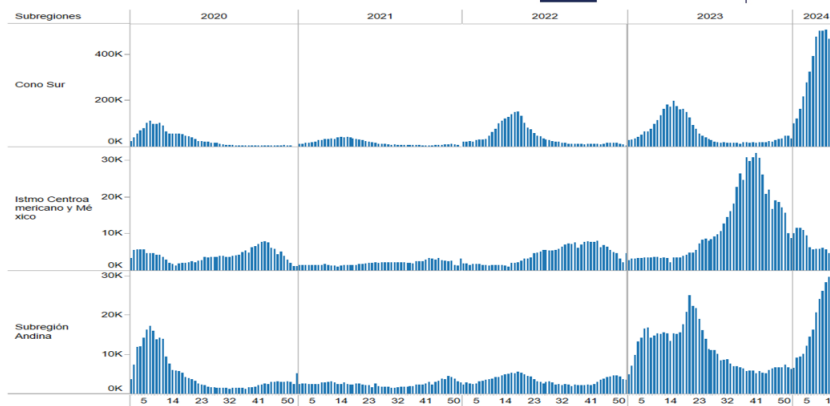 Subregiones 2020 2021 2022 2023 2024
400K
Cono Sur
200K
0K
30K
Istmo Centroa
mericano y Mé
xico
20K
10K
0K
30K
20K
Subregión
Andina
10K
0K
5 14 23 32 41 50 5 14 23 32 41 50 5 14 23 32 41 50 5 14 23 32 41 50 5